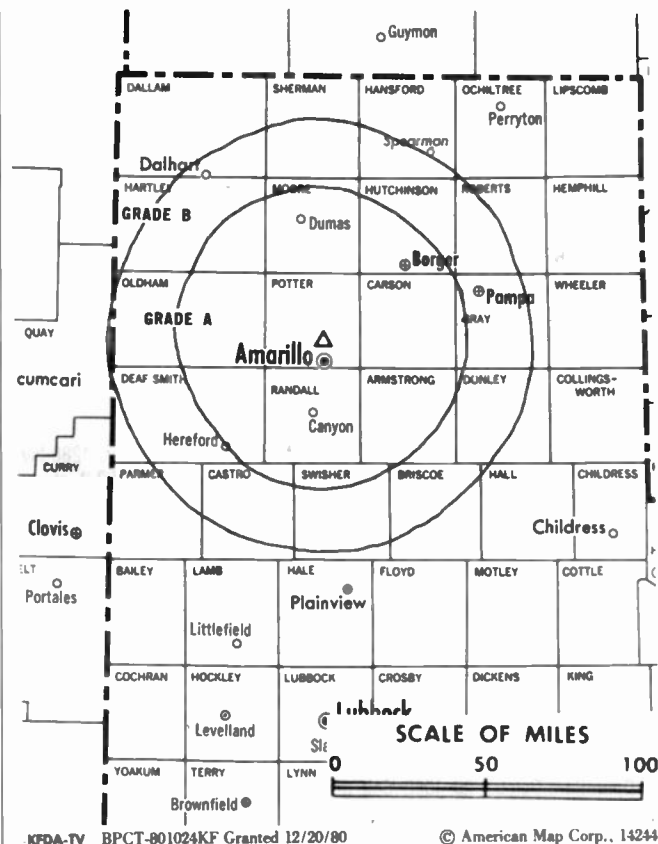 Guymon
DALLAM SHERMAN HANSFORD OCHILTREE LIPSCOMB
Perryton
Spearman
Dalhart
HARTLEY MOORE HUTCHINSON ROBERTS HEMPHILL
GRADE B
Dumas
Borger
OLDHAM POTTER CARSON WHEELER
Pampa
GRADE A GRAY
QUAY
Amarillo
cumcari DEAF SMITH RANDALL ARMSTRONG DONLEY COLLINGS-
WORTH
Canyon
Hereford
CURRY PARMER CASTRO SWISHER BRISCOE HALL CHILDRESS
Clovis Childress
ELT BAILEY LAMB HALE FLOYD MOTLEY COTTLE
Portales Plainview
Littlefield
COCHRAN HOCKLEY LUBBOCK CROSBY DICKENS KING
Lubbock
Levelland
Sla
SCALE OF MILES
0 50 100
YOAKUM TERRY LYNN
Brownfield
KFDA-TV BPCT-801024KF Granted 12/20/80 © American Map Corp., 14244